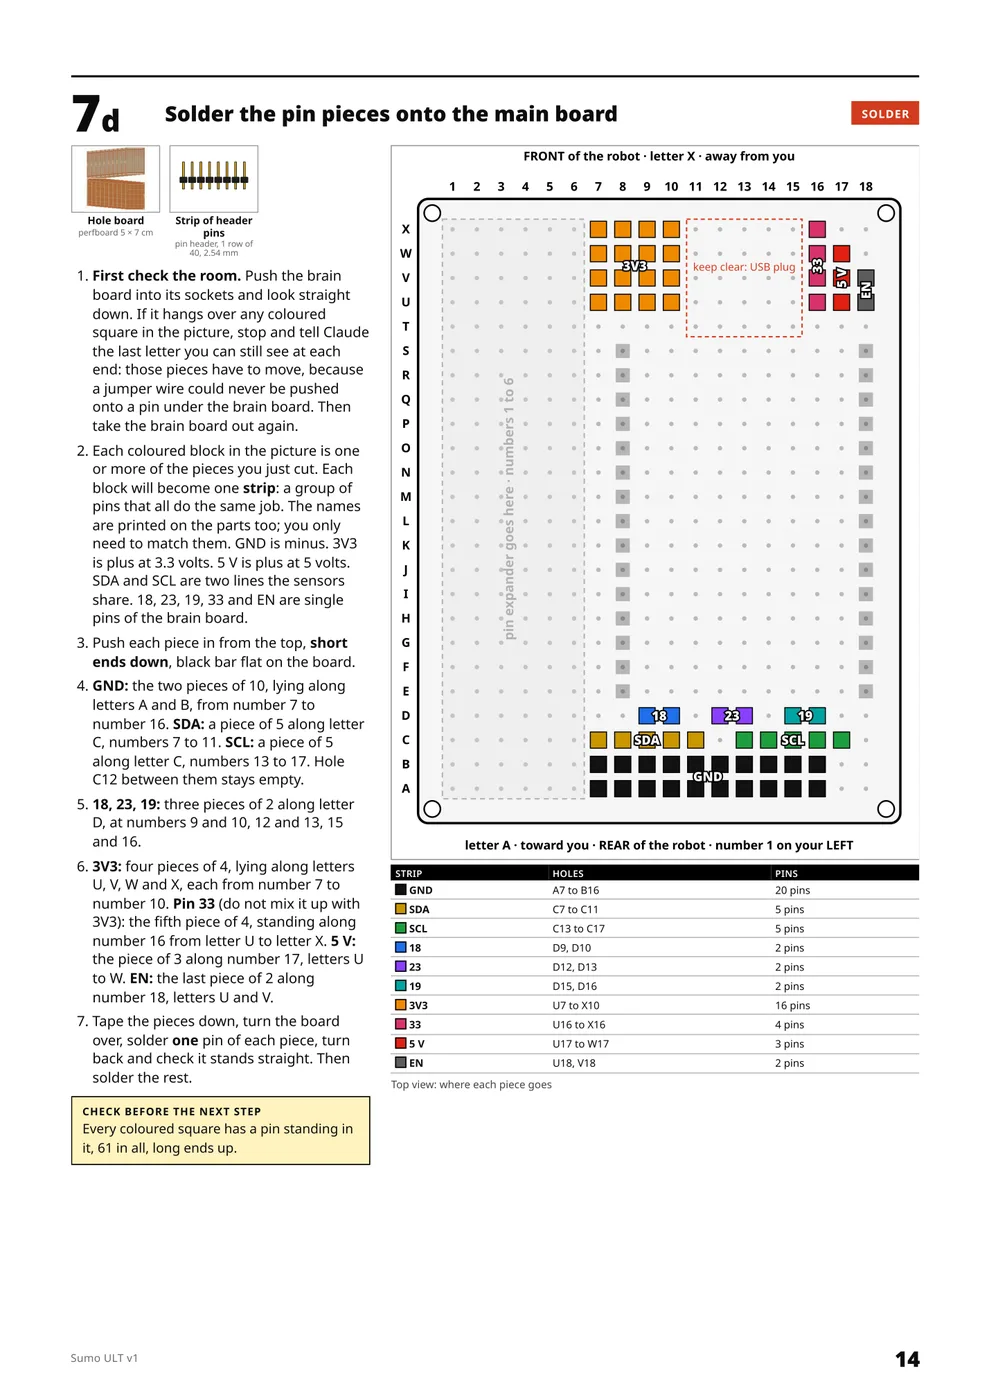 7d
Solder the pin pieces onto the main board
SOLDER
Hole board
perfboard 5 × 7 cm
Strip of header
pins
pin header, 1 row of
40, 2.54 mm
1. First check the room. Push the brain
board into its sockets and look straight
down. If it hangs over any coloured
square in the picture, stop and tell Claude
the last letter you can still see at each
end: those pieces have to move, because
a jumper wire could never be pushed
onto a pin under the brain board. Then
take the brain board out again.
2. Each coloured block in the picture is one
or more of the pieces you just cut. Each
block will become one strip: a group of
pins that all do the same job. The names
are printed on the parts too; you only
need to match them. GND is minus. 3V3
is plus at 3.3 volts. 5 V is plus at 5 volts.
SDA and SCL are two lines the sensors
share. 18, 23, 19, 33 and EN are single
pins of the brain board.
3. Push each piece in from the top, short
ends down, black bar flat on the board.
4. GND: the two pieces of 10, lying along
letters A and B, from number 7 to
number 16. SDA: a piece of 5 along letter
C, numbers 7 to 11. SCL: a piece of 5
along letter C, numbers 13 to 17. Hole
C12 between them stays empty.
5. 18, 23, 19: three pieces of 2 along letter
D, at numbers 9 and 10, 12 and 13, 15
and 16.
6. 3V3: four pieces of 4, lying along letters
U, V, W and X, each from number 7 to
number 10. Pin 33 (do not mix it up with
3V3): the fifth piece of 4, standing along
number 16 from letter U to letter X. 5 V:
the piece of 3 along number 17, letters U
to W. EN: the last piece of 2 along
number 18, letters U and V.
7. Tape the pieces down, turn the board
over, solder one pin of each piece, turn
back and check it stands straight. Then
solder the rest.
CHECK BEFORE THE NEXT STEP
Every coloured square has a pin standing in
it, 61 in all, long ends up.
FRONT of the robot · letter X · away from you
1 2 3 4 5 6 7 8 9 10 11 12 13 14 15 16 17 18
X
W
V
U
T
S
R
Q
P
O
N
M
L
K
J
I
H
G
F
E
D
C
B
A
3V3
keep clear: USB plug
33
5 V
EN
pin expander goes here · numbers 1 to 6
18
23
19
SDA
SCL
GND
letter A · toward you · REAR of the robot · number 1 on your LEFT
STRIP HOLES PINS
GND A7 to B16 20 pins
SDA C7 to C11 5 pins
SCL C13 to C17 5 pins
18 D9, D10 2 pins
23 D12, D13 2 pins
19 D15, D16 2 pins
3V3 U7 to X10 16 pins
33 U16 to X16 4 pins
5 V U17 to W17 3 pins
EN U18, V18 2 pins
Top view: where each piece goes
Sumo ULT v1
14